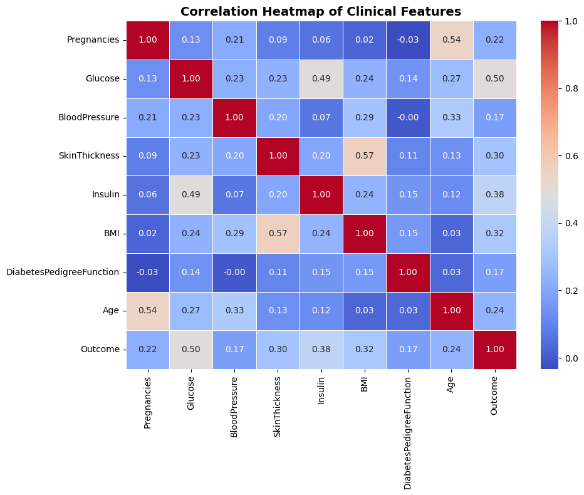 Correlation Heatmap of Clinical Features
Pregnancies 1.00 0.13 0.21 0.09 0.06 0.02 -0.03 0.54 0.22
Glucose 0.13 1.00 0.23 0.23 0.49 0.24 0.14 0.27 0.50
BloodPressure 0.21 0.23 1.00 0.20 0.07 0.29 -0.00 0.33 0.17
SkinThickness 0.09 0.23 0.20 1.00 0.20 0.57 0.11 0.13 0.30
Insulin 0.06 0.49 0.07 0.20 1.00 0.24 0.15 0.12 0.38
BMI 0.02 0.24 0.29 0.57 0.24 1.00 0.15 0.03 0.32
DiabetesPedigreeFunction -0.03 0.14 -0.00 0.11 0.15 0.15 1.00 0.03 0.17
Age 0.54 0.27 0.33 0.13 0.12 0.03 0.03 1.00 0.24
Outcome 0.22 0.50 0.17 0.30 0.38 0.32 0.17 0.24 1.00
Pregnancies
Glucose
BloodPressure
SkinThickness
Insulin
BMI
DiabetesPedigreeFunction
Age
Outcome
1.0
0.8
0.6
0.4
0.2
0.0